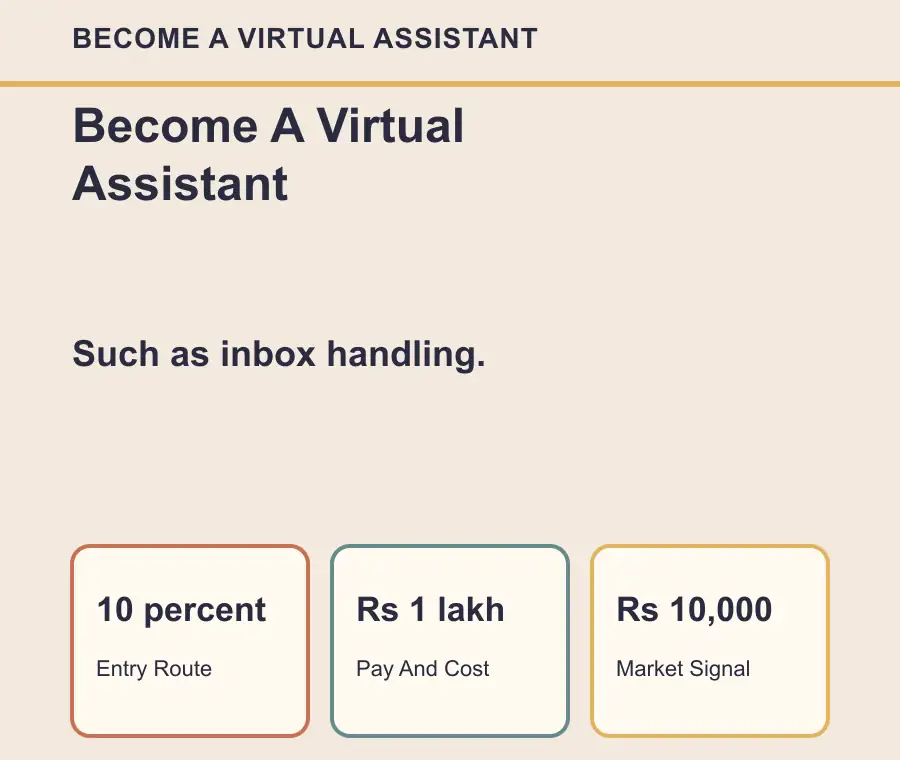 BECOME A VIRTUAL ASSISTANT
Become A Virtual
Assistant
Such as inbox handling.
10 percent
Entry Route
Rs 1 lakh
Pay And Cost
Rs 10,000
Market Signal